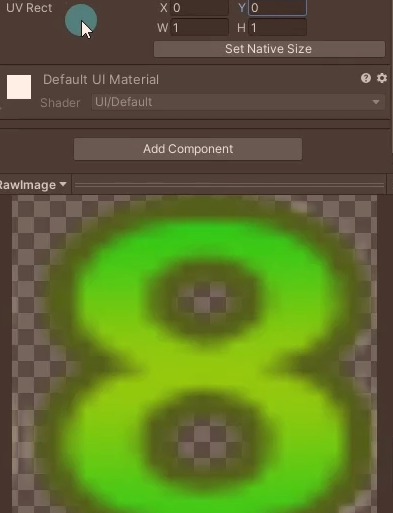 UV Rect X 0 Y 0
W 1 H 1
Set Native Size
Default UI Material
Shader UI/Default
Add Component
RawImage
8